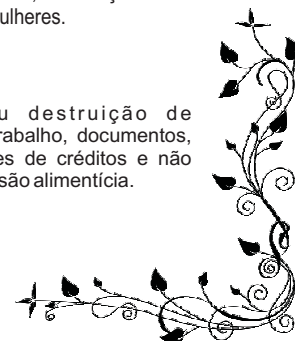 ulheres.
u destruição de
rabalho, documentos,
es de créditos e não
são alimentícia.